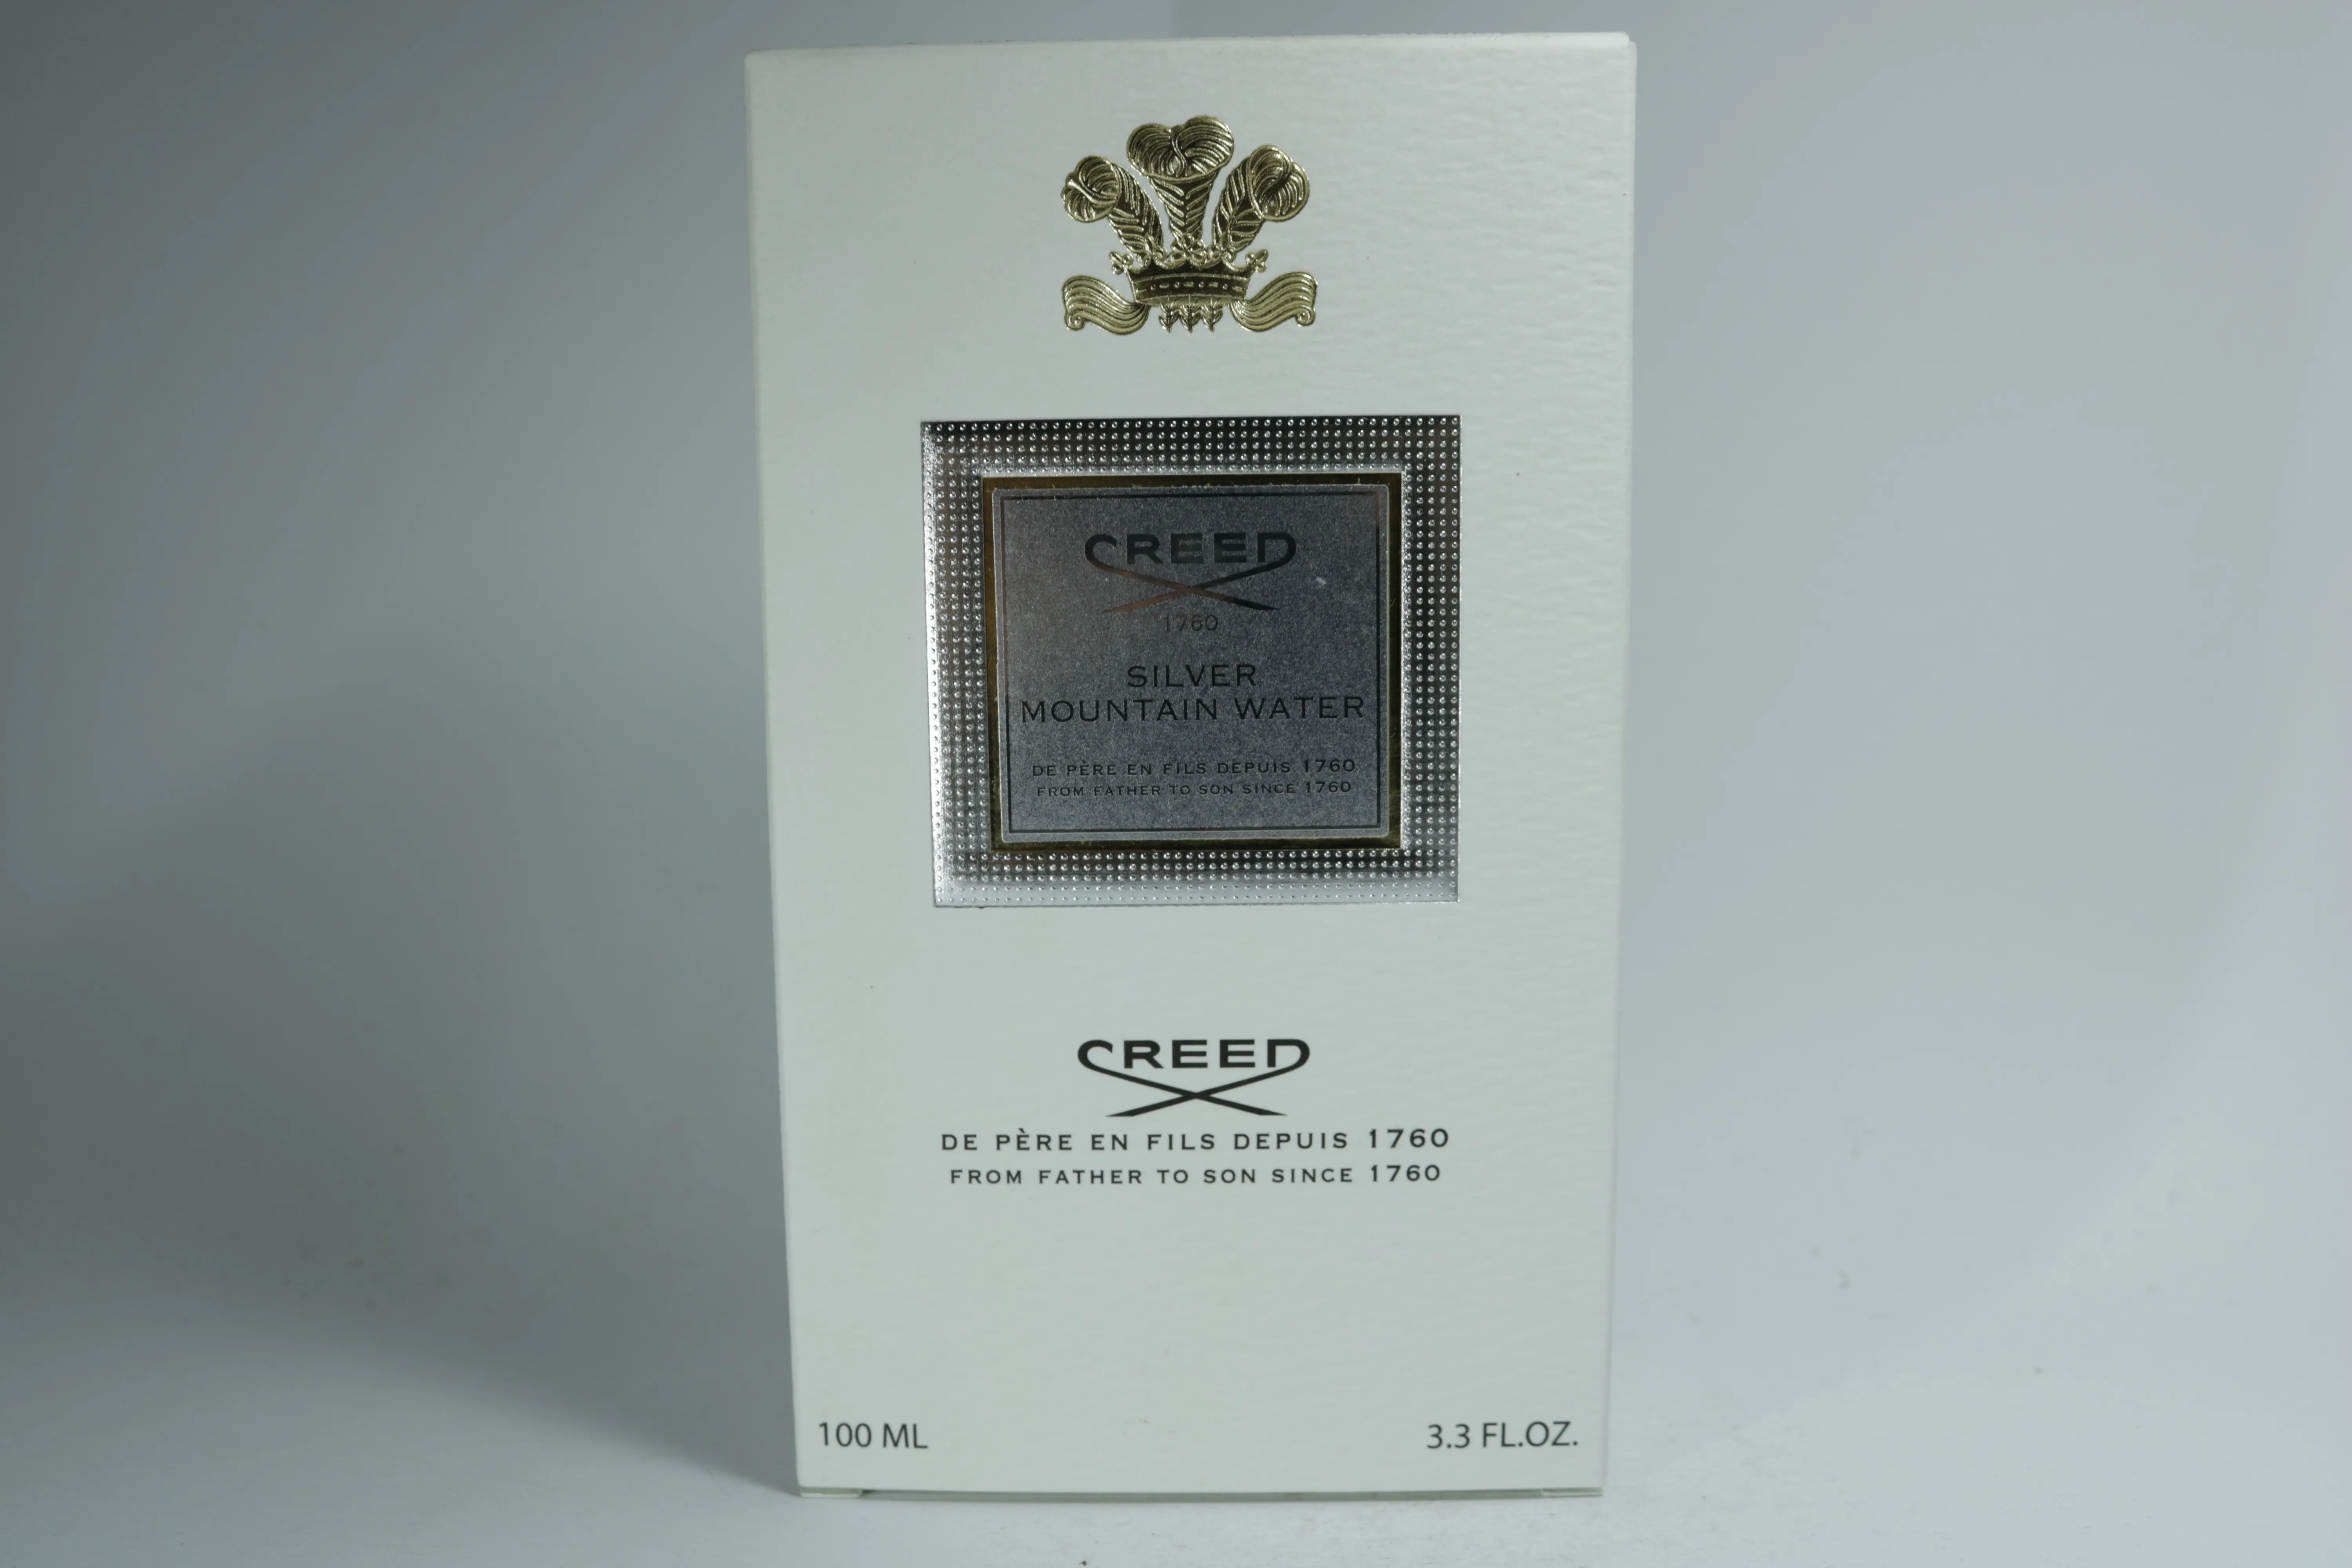 CREED
1760
SILVER
MOUNTAIN WATER
DE PÈRE EN FILS DEPUIS 1760
FROM FATHER TO SON SINCE 1760
CREED
DE PÈRE EN FILS DEPUIS 1760
FROM FATHER TO SON SINCE 1760
100 ML
3.3 FL.OZ.